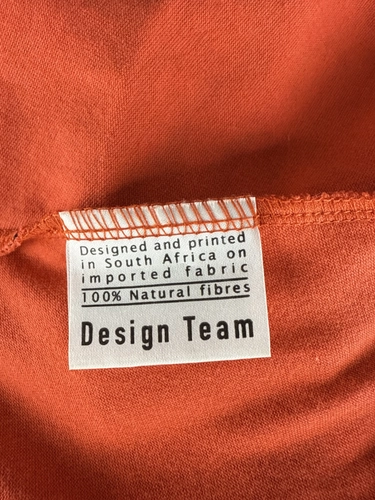 Designed and printed
in South Africa on
imported fabric
100% Natural fibres
Design Team